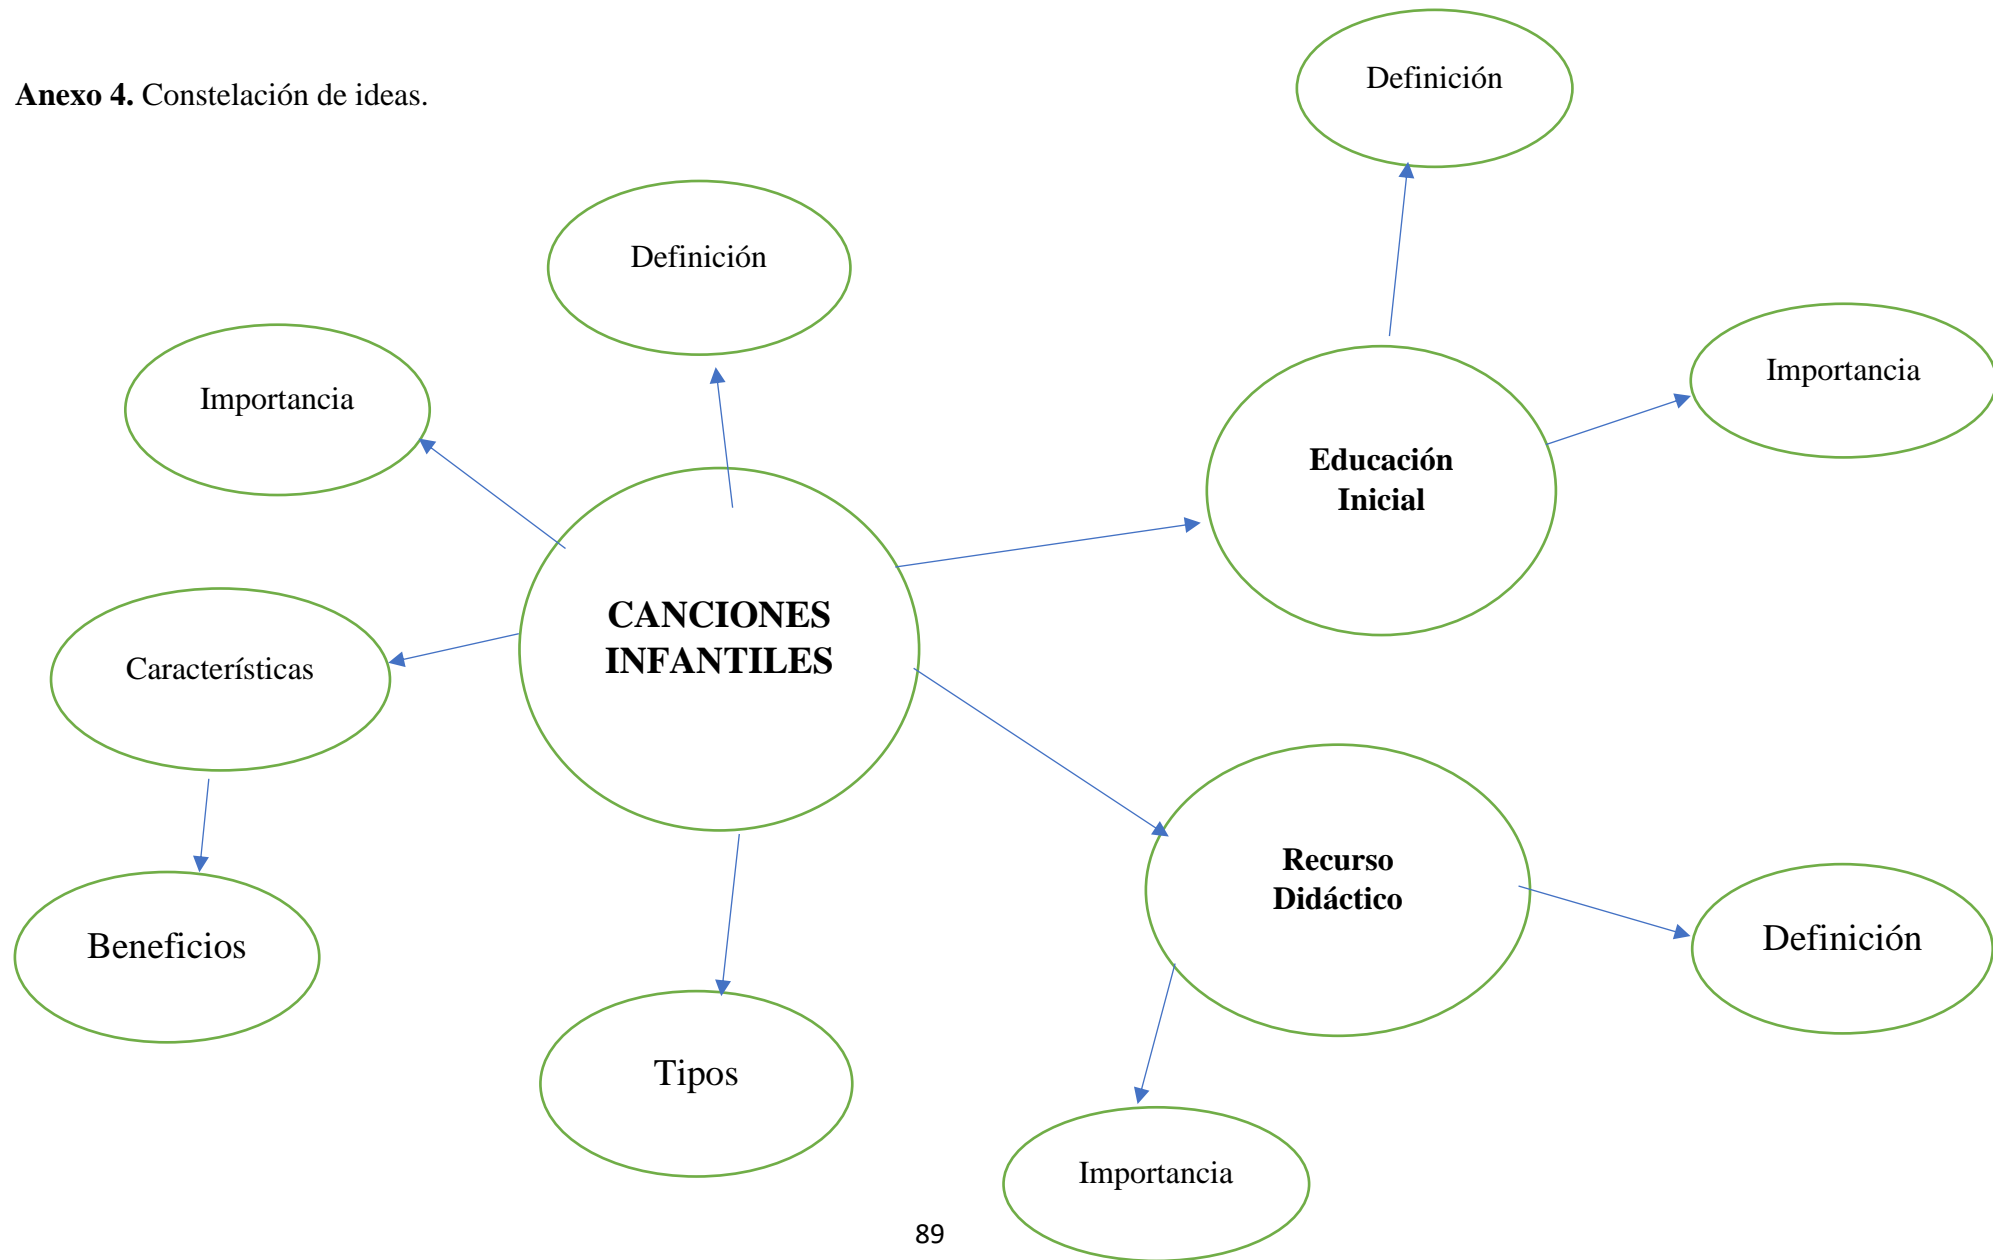 Anexo 4. Constelación de ideas.
Definición
Definición
Importancia
Importancia
Educación
Inicial
CANCIONES
INFANTILES
Características
Recurso
Didáctico
Beneficios
Definición
Tipos
Importancia
89